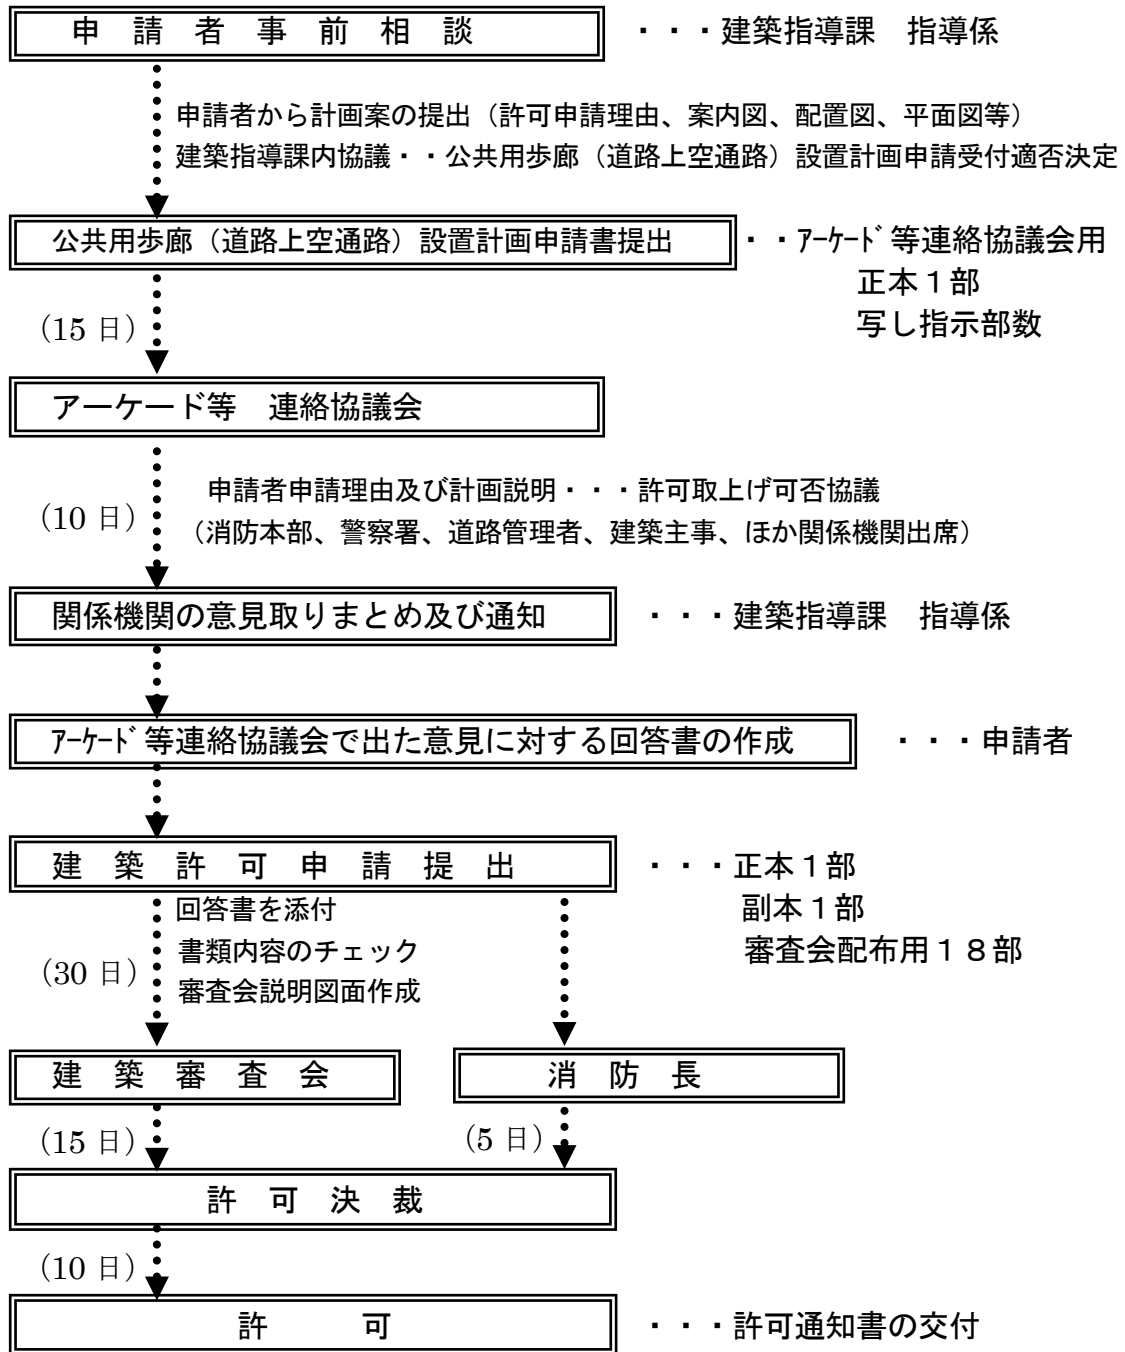 申　請　者　事　前　相　談　・・・建築指導課　指導係
申請者から計画案の提出（許可申請理由、案内図、配置図、平面図等）
建築指導課内協議・・公共用歩廊（道路上空通路）設置計画申請受付適否決定
公共用歩廊（道路上空通路）設置計画申請書提出　・・ｱｰｹｰﾄﾞ等連絡協議会用
正本１部
（15 日）　写し指示部数
アーケード等　連絡協議会
申請者申請理由及び計画説明・・・許可取上げ可否協議
（10 日）　（消防本部、警察署、道路管理者、建築主事、ほか関係機関出席）
関係機関の意見取りまとめ及び通知　・・・建築指導課　指導係
ｱｰｹｰﾄﾞ等連絡協議会で出た意見に対する回答書の作成　・・・申請者
建　築　許　可　申　請　提　出　・・・正本１部
回答書を添付　副本１部
書類内容のチェック　審査会配布用１８部
（30 日）
審査会説明図面作成
建　築　審　査　会　消　防　長
（15 日）　（5 日）
許　可　決　裁
（10 日）
許　　可　・・・許可通知書の交付